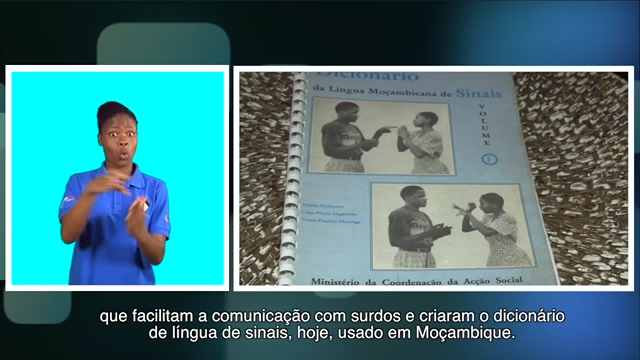 Dicionário
da Língua Moçambicana de Sinais
VOLUME
1
Ministério da Coordenação da Acção Social
que facilitam a comunicação com surdos e criaram o dicionário
de língua de sinais, hoje, usado em Moçambique.